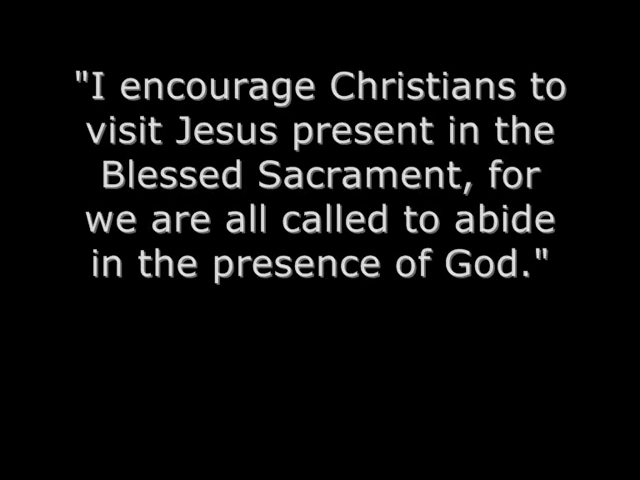 "I encourage Christians to
visit Jesus present in the
Blessed Sacrament, for
we are all called to abide
in the presence of God."